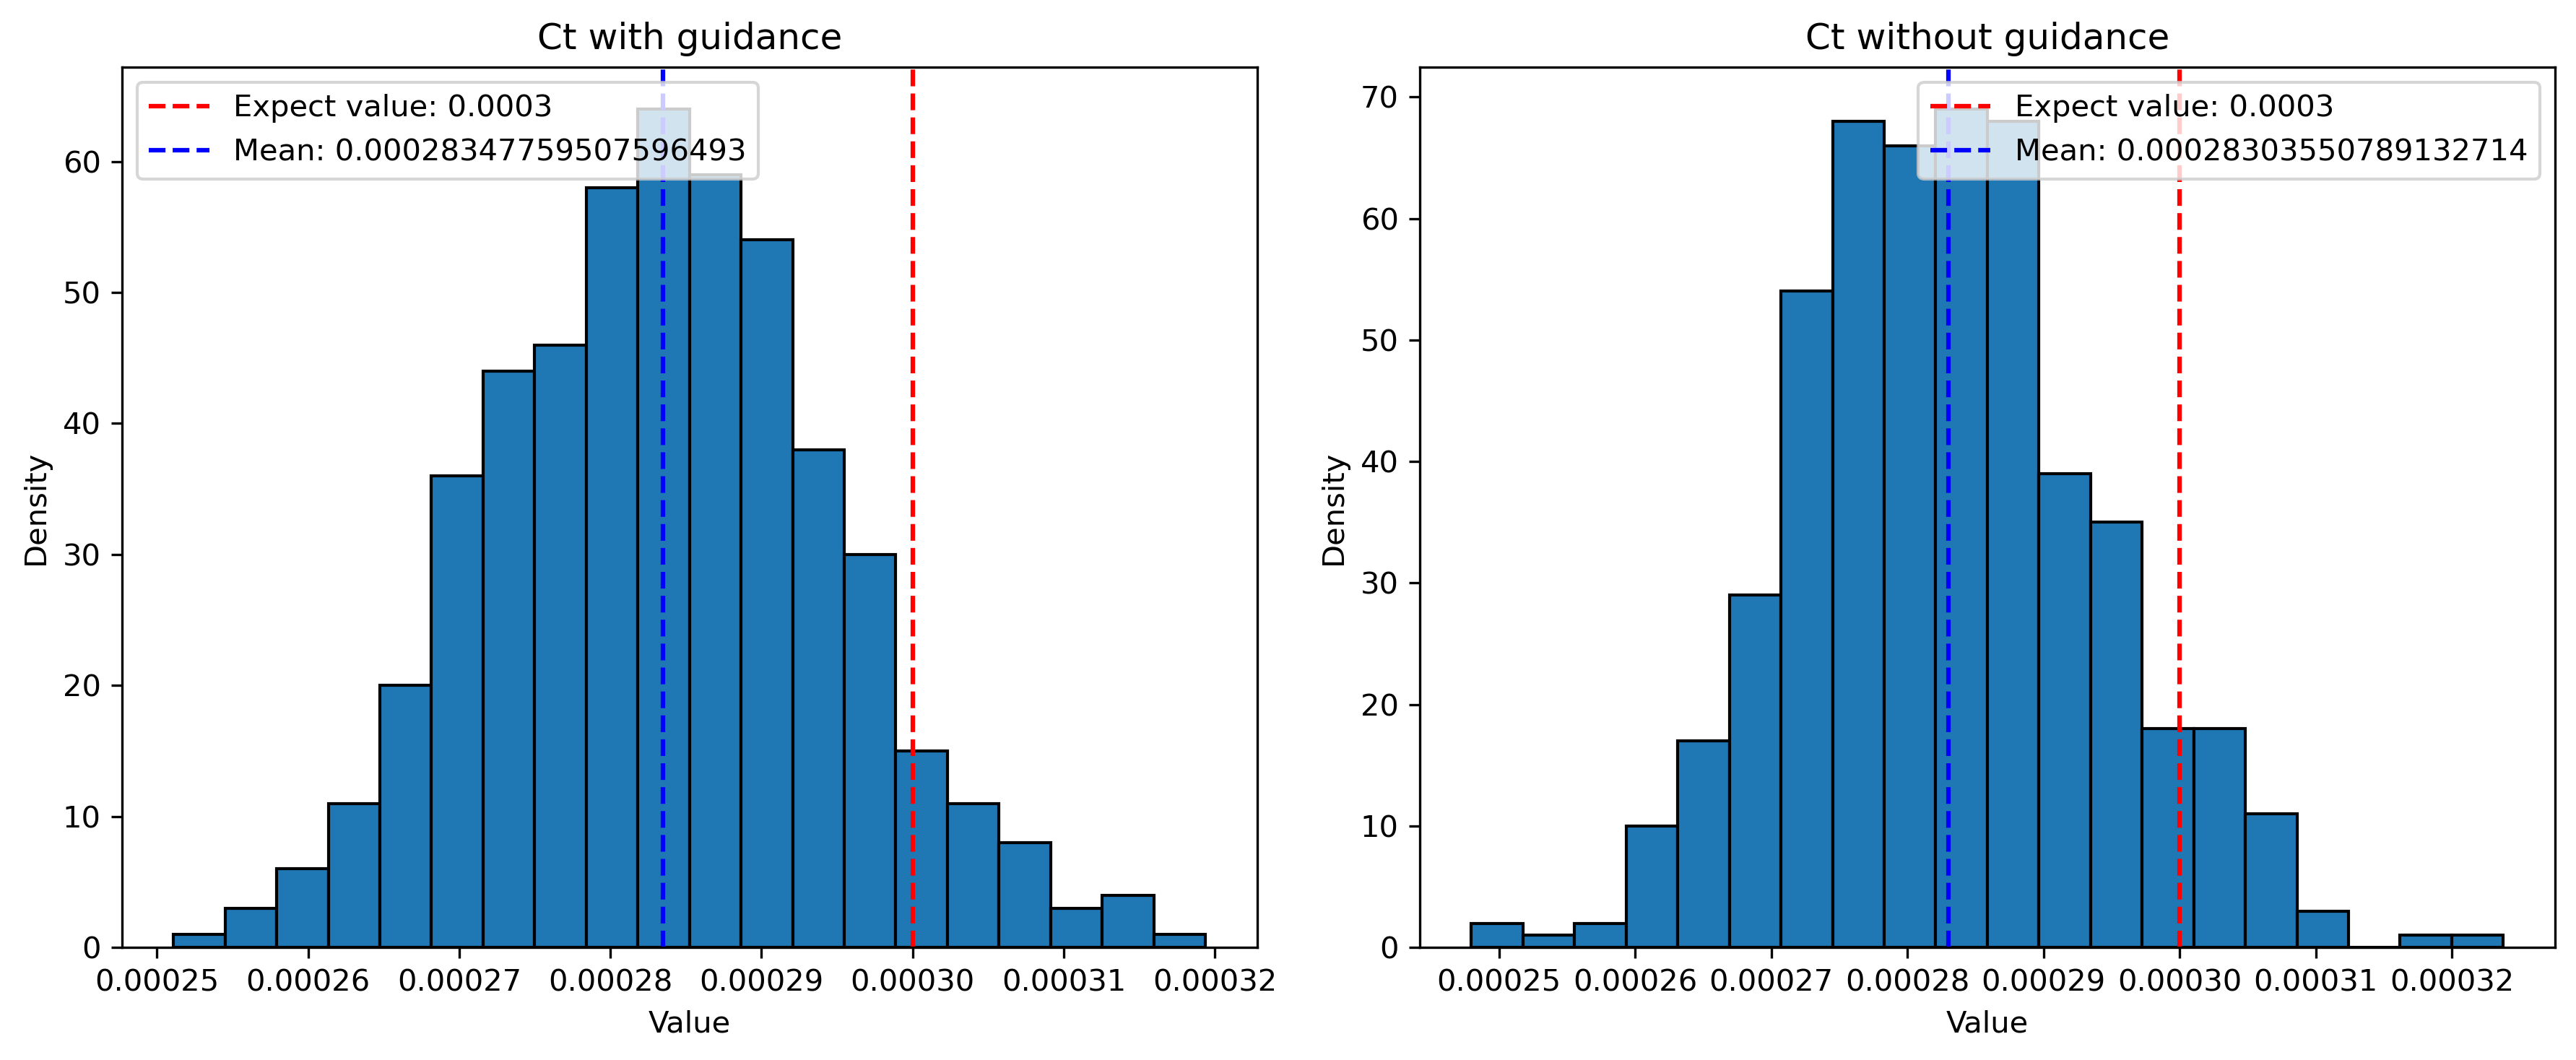 Ct with guidance
Expect value: 0.0003
Mean: 0.00028347759507596493
Density
60
50
40
30
20
10
0
0.00025 0.00026 0.00027 0.00028 0.00029 0.00030 0.00031 0.00032
Value
Ct without guidance
Expect value: 0.0003
Mean: 0.00028303550789132714
Density
70
60
50
40
30
20
10
0
0.00025 0.00026 0.00027 0.00028 0.00029 0.00030 0.00031 0.00032
Value